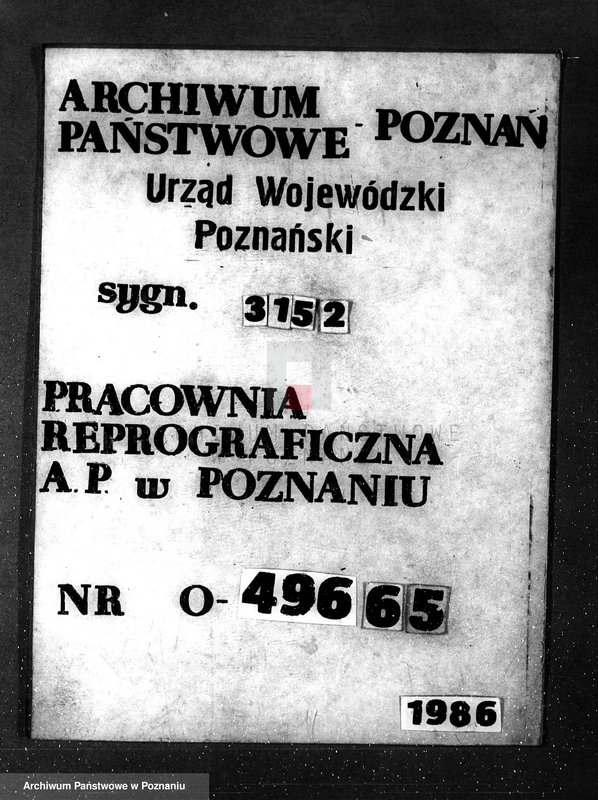 ARCHIWUM
PAŃSTWOWE - POZNAŃ
Urząd Wojewódzki
Poznański
sygn. 3152
PRACOWNIA
REPROGRAFICZNA
A.P. w POZNANIU
NR O-49665
1986
Archiwum Państwowe w Poznaniu